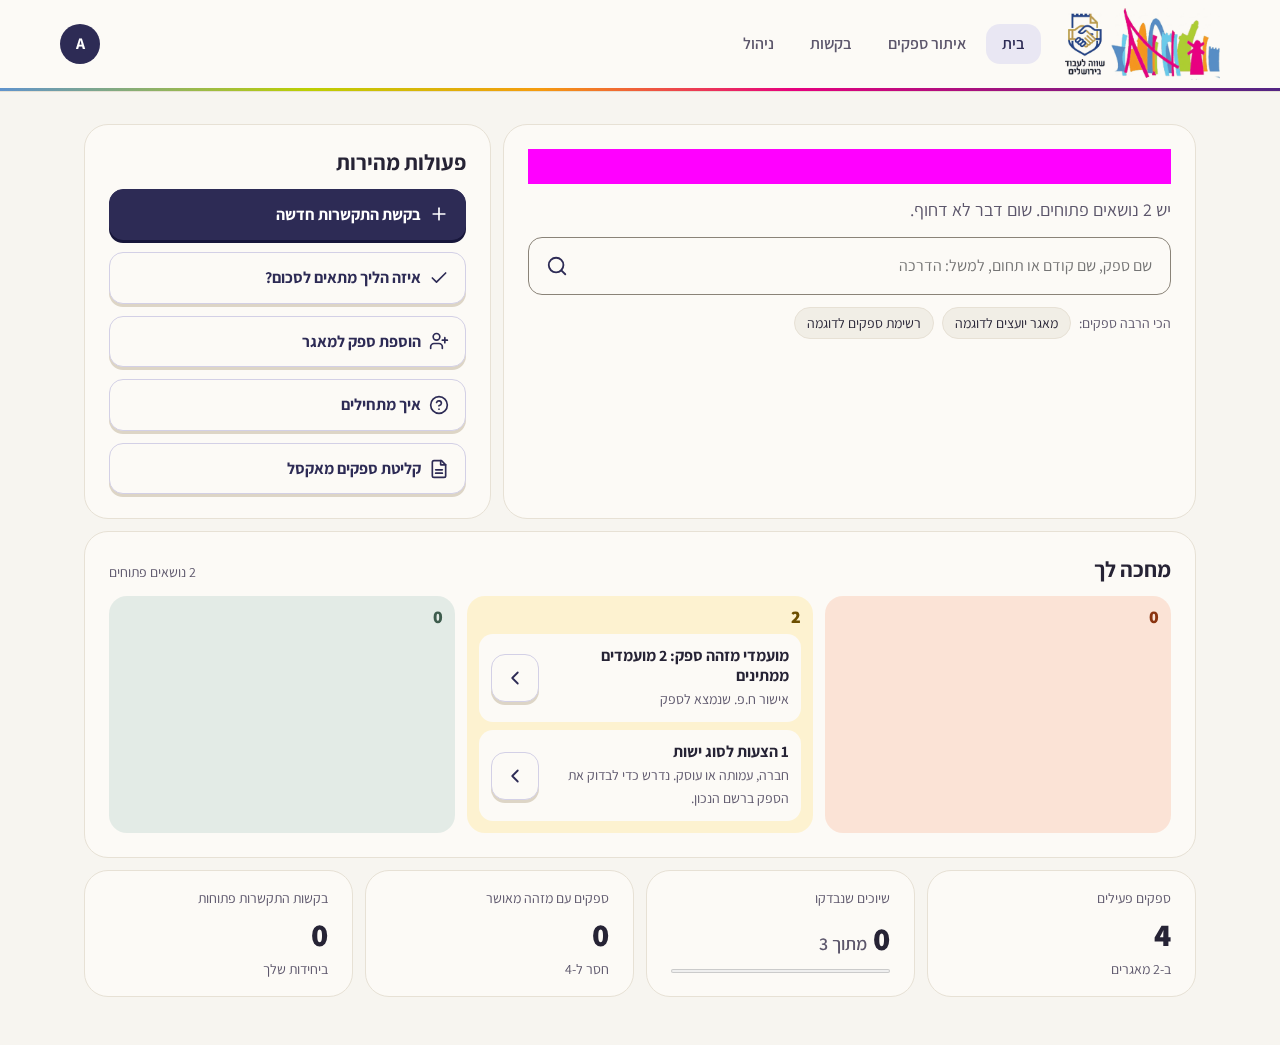 שווה לעבוד
בירושלים
בית
איתור ספקים
בקשות
ניהול
A
יש 2 נושאים פתוחים. שום דבר לא דחוף.
שם ספק, שם קודם או תחום, למשל: הדרכה
הכי הרבה ספקים:
מאגר יועצים לדוגמה
רשימת ספקים לדוגמה
פעולות מהירות
בקשת התקשרות חדשה
איזה הליך מתאים לסכום?
הוספת ספק למאגר
איך מתחילים
קליטת ספקים מאקסל
מחכה לך
2 נושאים פתוחים
0
2
מועמדי מזהה ספק: 2 מועמדים
ממתינים
אישור ח.פ. שנמצא לספק
1 הצעות לסוג ישות
חברה, עמותה או עוסק. נדרש כדי לבדוק את
הספק ברשם הנכון.
0
ספקים פעילים
4
ב-2 מאגרים
שיוכים שנבדקו
0 מתוך 3
ספקים עם מזהה מאושר
0
חסר ל-4
בקשות התקשרות פתוחות
0
ביחידות שלך